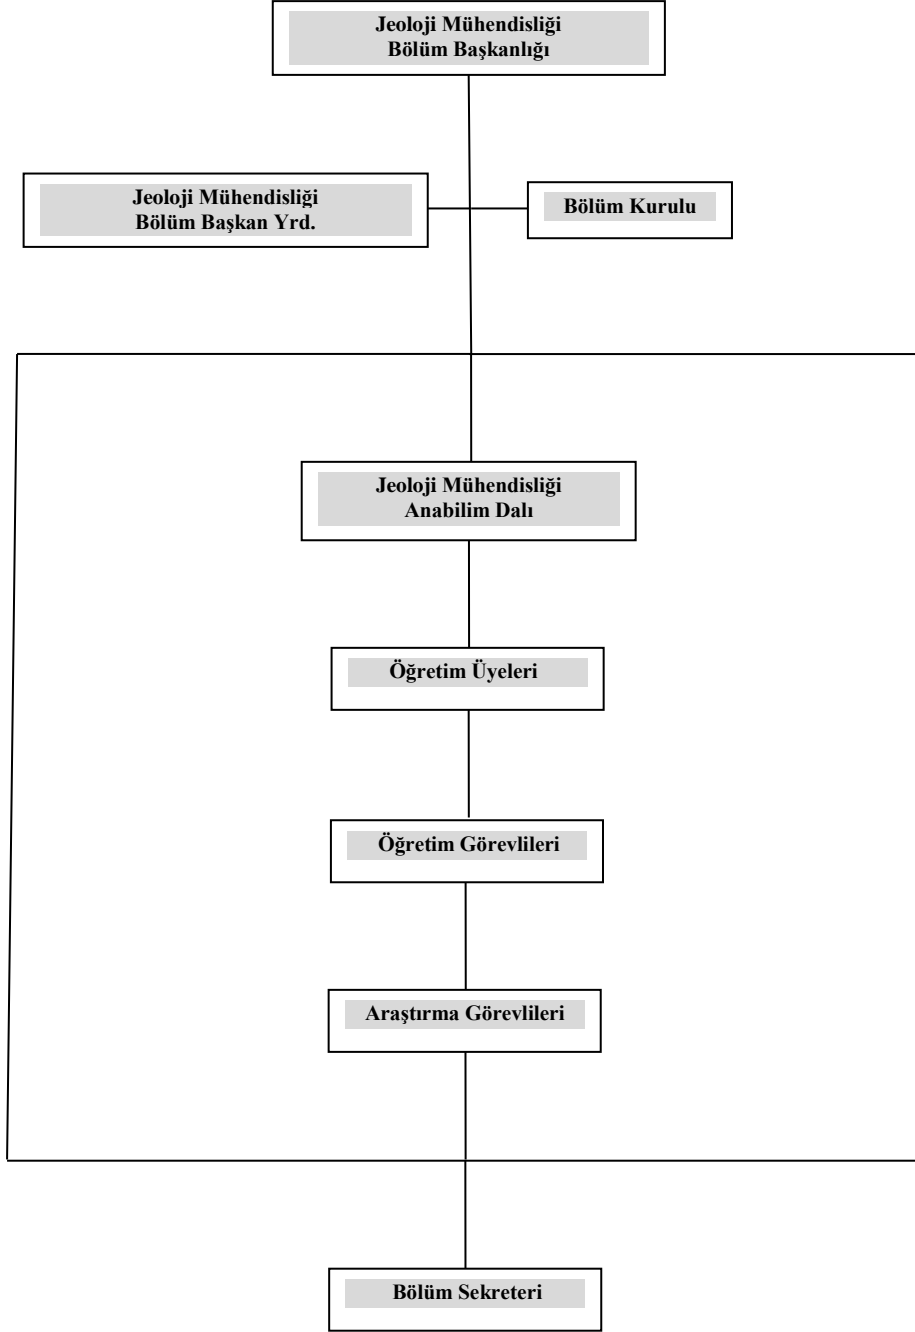 Jeoloji Mühendisliği
Bölüm Başkanlığı
Jeoloji Mühendisliği
Bölüm Başkan Yrd.
Bölüm Kurulu
Jeoloji Mühendisliği
Anabilim Dalı
Öğretim Üyeleri
Öğretim Görevlileri
Araştırma Görevlileri
Bölüm Sekreteri